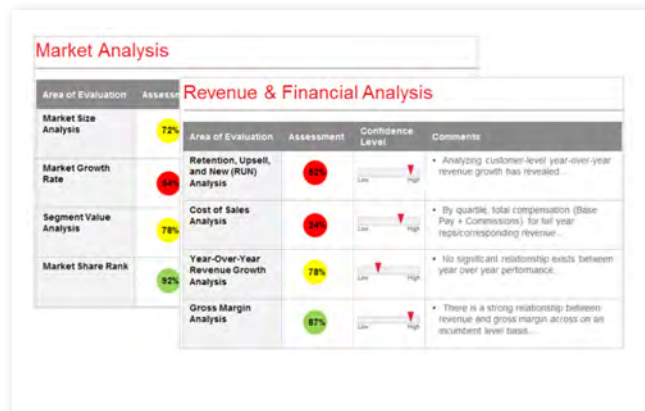 Market Analysis
Area of Evaluation
Market Size
Analysis
72%
Market Growth
Rate
Segment Value
Analysis
78%
Market Share Rank
92%
Revenue & Financial Analysis
Area of Evaluation Assessment Confidence
Level Comments
Retention, Upsell,
and New (RUN)
Analysis
Low High
• Analyzing customer-level year-over-year
revenue growth has revealed...
Cost of Sales
Analysis
Low High
• By quartile, total compensation (Base
Pay + Commissions) for full year
reps/corresponding revenue...
Year-Over-Year
Revenue Growth
Analysis
78%
Low High
• No significant relationship exists between
year over year performance...
Gross Margin
Analysis
87%
Low High
• There is a strong relationship between
revenue and gross margin across on an
incumbent level basis...